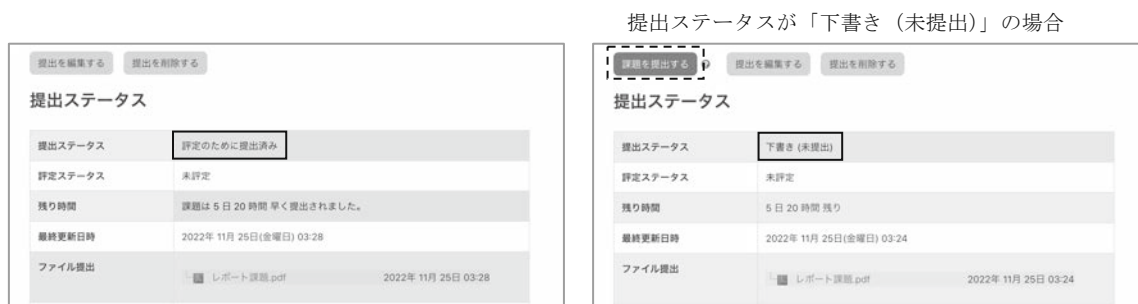 提出ステータスが「下書き（未提出）」の場合
提出を編集する 提出を削除する
提出ステータス
提出ステータス 評定のために提出済み
評定ステータス 未評定
残り時間 課題は 5 日 20 時間 早く提出されました。
最終更新日時 2022年 11月 25日(金曜日) 03:28
ファイル提出 レポート課題.pdf 2022年 11月 25日 03:28
課題を提出する 提出を編集する 提出を削除する
提出ステータス
提出ステータス 下書き (未提出)
評定ステータス 未評定
残り時間 5 日 20 時間 残り
最終更新日時 2022年 11月 25日(金曜日) 03:24
ファイル提出 レポート課題.pdf 2022年 11月 25日 03:24